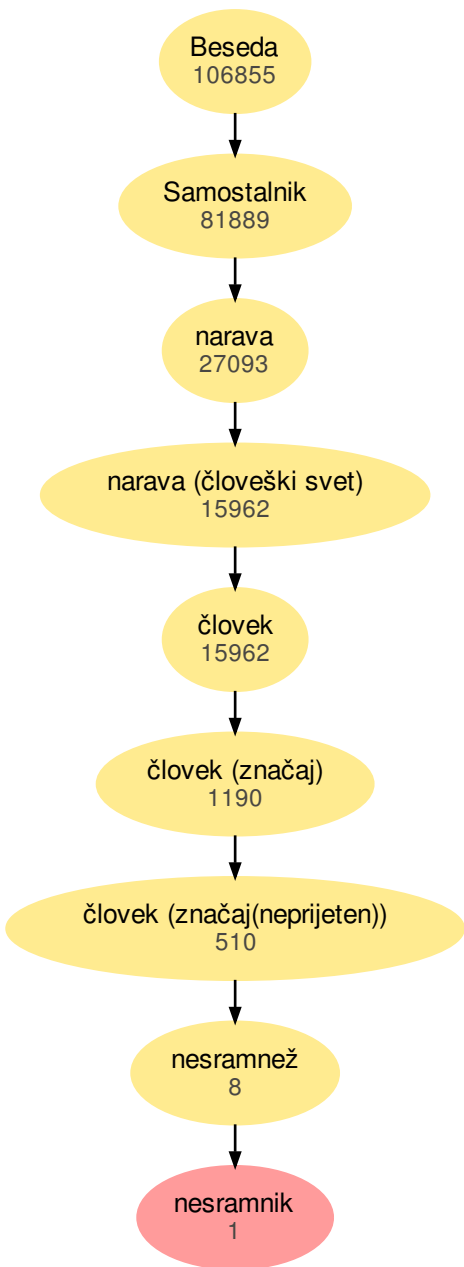 Beseda
106855
Samostalnik
81889
narava
27093
narava (človeški svet)
15962
človek
15962
človek (značaj)
1190
človek (značaj(neprijeten))
510
nesramnež
8
nesramnik
1